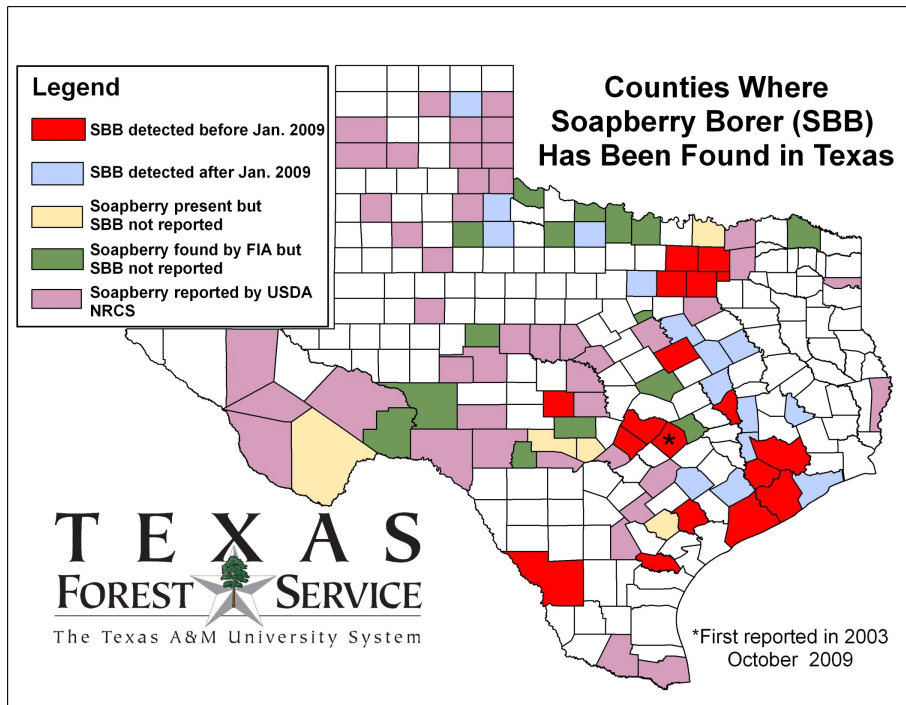 Counties Where
Soapberry Borer (SBB)
Has Been Found in Texas
Legend
SBB detected before Jan. 2009
SBB detected after Jan. 2009
Soapberry present but
SBB not reported
Soapberry found by FIA but
SBB not reported
Soapberry reported by USDA
NRCS
*
TEXAS
FOREST SERVICE
The Texas A&M University System
*First reported in 2003
October 2009